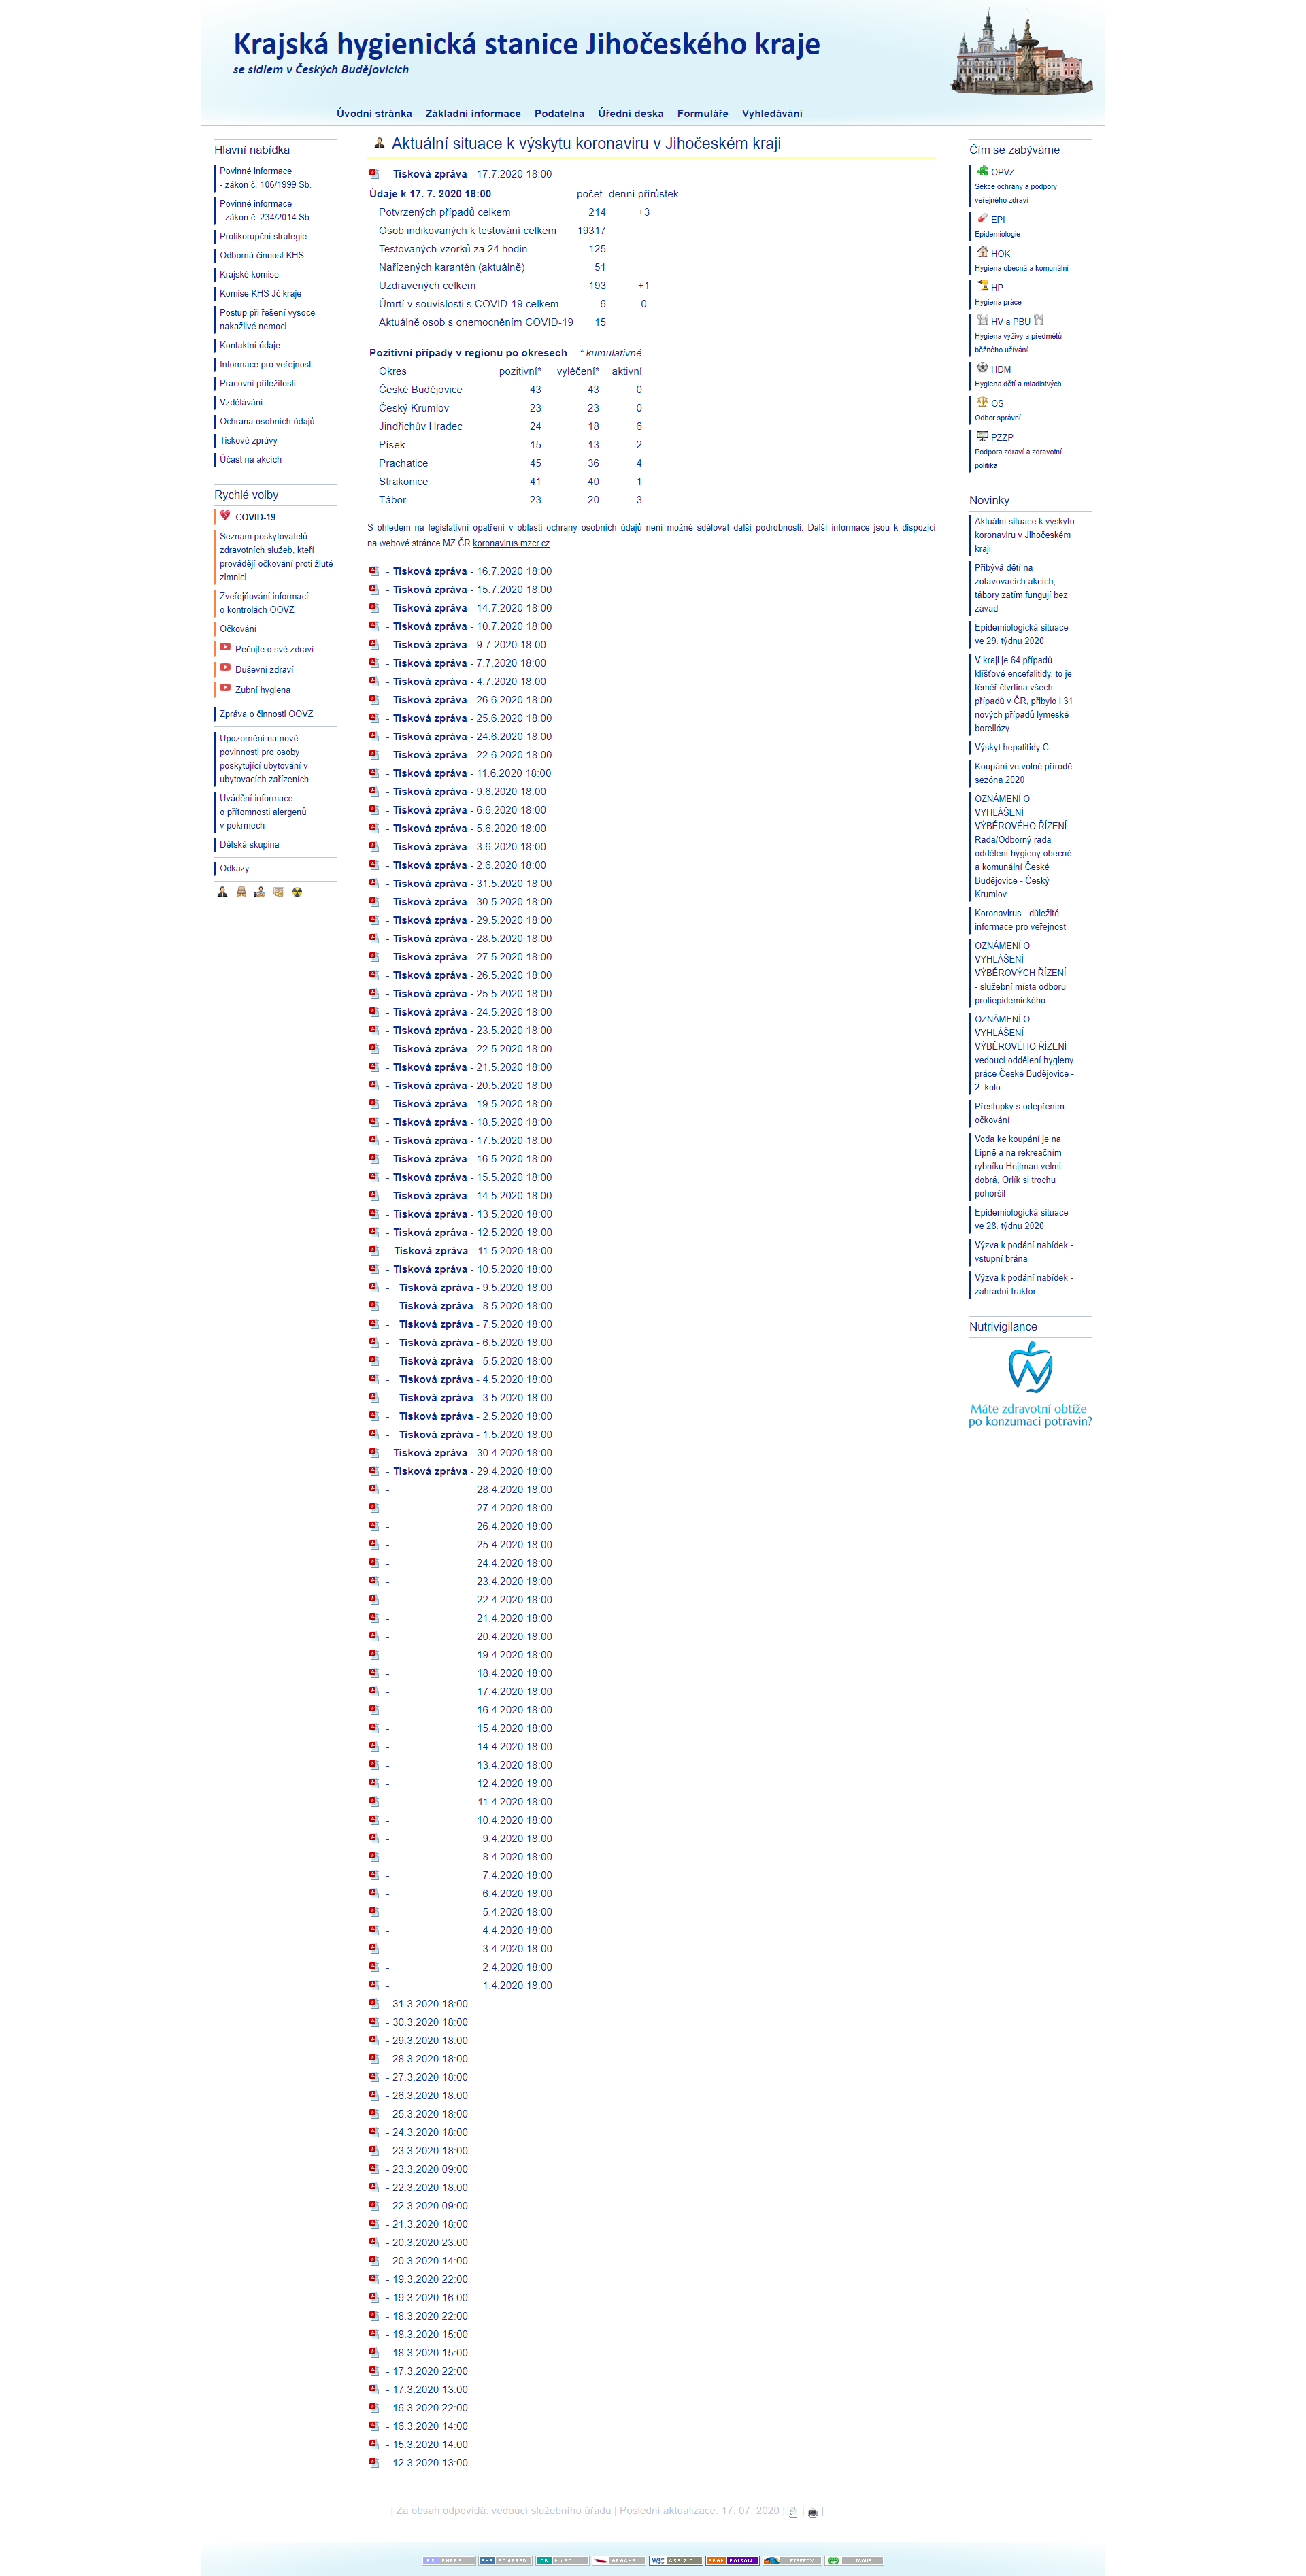 Krajská hygienická stanice Jihočeského kraje
se sídlem v Českých Budějovicích
Úvodní stránka Základní informace Podatelna Úřední deska Formuláře Vyhledávání
Hlavní nabídka
Povinné informace
- zákon č. 106/1999 Sb.
Povinné informace
- zákon č. 234/2014 Sb.
Protikorupční strategie
Odborná činnost KHS
Krajské komise
Komise KHS Jč kraje
Postup při řešení vysoce
nakažlivé nemoci
Kontaktní údaje
Informace pro veřejnost
Pracovní příležitosti
Vzdělávání
Ochrana osobních údajů
Tiskové zprávy
Účast na akcích
Rychlé volby
COVID-19
Seznam poskytovatelů
zdravotních služeb, kteří
provádějí očkování proti žluté
zimnici
Zveřejňování informací
o kontrolách OOVZ
Očkování
Pečujte o své zdraví
Duševní zdraví
Zubní hygiena
Zpráva o činnosti OOVZ
Upozornění na nové
povinnosti pro osoby
poskytující ubytování v
ubytovacích zařízeních
Uvádění informace
o přítomnosti alergenů
v pokrmech
Dětská skupina
Odkazy
Aktuální situace k výskytu koronaviru v Jihočeském kraji
- Tisková zpráva - 17.7.2020 18:00
Údaje k 17. 7. 2020 18:00 počet denní přírůstek
Potvrzených případů celkem 214 +3
Osob indikovaných k testování celkem 19317
Testovaných vzorků za 24 hodin 125
Nařízených karantén (aktuálně) 51
Uzdravených celkem 193 +1
Úmrtí v souvislosti s COVID-19 celkem 6 0
Aktuálně osob s onemocněním COVID-19 15
Pozitivní případy v regionu po okresech * kumulativně
Okres pozitivní* vyléčení* aktivní
České Budějovice 43 43 0
Český Krumlov 23 23 0
Jindřichův Hradec 24 18 6
Písek 15 13 2
Prachatice 45 36 4
Strakonice 41 40 1
Tábor 23 20 3
S ohledem na legislativní opatření v oblasti ochrany osobních údajů není možné sdělovat další podrobnosti. Další informace jsou k dispozici
na webové stránce MZ ČR koronavirus.mzcr.cz.
- Tisková zpráva - 16.7.2020 18:00
- Tisková zpráva - 15.7.2020 18:00
- Tisková zpráva - 14.7.2020 18:00
- Tisková zpráva - 10.7.2020 18:00
- Tisková zpráva - 9.7.2020 18:00
- Tisková zpráva - 7.7.2020 18:00
- Tisková zpráva - 4.7.2020 18:00
- Tisková zpráva - 26.6.2020 18:00
- Tisková zpráva - 25.6.2020 18:00
- Tisková zpráva - 24.6.2020 18:00
- Tisková zpráva - 22.6.2020 18:00
- Tisková zpráva - 11.6.2020 18:00
- Tisková zpráva - 9.6.2020 18:00
- Tisková zpráva - 6.6.2020 18:00
- Tisková zpráva - 5.6.2020 18:00
- Tisková zpráva - 3.6.2020 18:00
- Tisková zpráva - 2.6.2020 18:00
- Tisková zpráva - 31.5.2020 18:00
- Tisková zpráva - 30.5.2020 18:00
- Tisková zpráva - 29.5.2020 18:00
- Tisková zpráva - 28.5.2020 18:00
- Tisková zpráva - 27.5.2020 18:00
- Tisková zpráva - 26.5.2020 18:00
- Tisková zpráva - 25.5.2020 18:00
- Tisková zpráva - 24.5.2020 18:00
- Tisková zpráva - 23.5.2020 18:00
- Tisková zpráva - 22.5.2020 18:00
- Tisková zpráva - 21.5.2020 18:00
- Tisková zpráva - 20.5.2020 18:00
- Tisková zpráva - 19.5.2020 18:00
- Tisková zpráva - 18.5.2020 18:00
- Tisková zpráva - 17.5.2020 18:00
- Tisková zpráva - 16.5.2020 18:00
- Tisková zpráva - 15.5.2020 18:00
- Tisková zpráva - 14.5.2020 18:00
- Tisková zpráva - 13.5.2020 18:00
- Tisková zpráva - 12.5.2020 18:00
- Tisková zpráva - 11.5.2020 18:00
- Tisková zpráva - 10.5.2020 18:00
- Tisková zpráva - 9.5.2020 18:00
- Tisková zpráva - 8.5.2020 18:00
- Tisková zpráva - 7.5.2020 18:00
- Tisková zpráva - 6.5.2020 18:00
- Tisková zpráva - 5.5.2020 18:00
- Tisková zpráva - 4.5.2020 18:00
- Tisková zpráva - 3.5.2020 18:00
- Tisková zpráva - 2.5.2020 18:00
- Tisková zpráva - 1.5.2020 18:00
- Tisková zpráva - 30.4.2020 18:00
- Tisková zpráva - 29.4.2020 18:00
- 28.4.2020 18:00
- 27.4.2020 18:00
- 26.4.2020 18:00
- 25.4.2020 18:00
- 24.4.2020 18:00
- 23.4.2020 18:00
- 22.4.2020 18:00
- 21.4.2020 18:00
- 20.4.2020 18:00
- 19.4.2020 18:00
- 18.4.2020 18:00
- 17.4.2020 18:00
- 16.4.2020 18:00
- 15.4.2020 18:00
- 14.4.2020 18:00
- 13.4.2020 18:00
- 12.4.2020 18:00
- 11.4.2020 18:00
- 10.4.2020 18:00
- 9.4.2020 18:00
- 8.4.2020 18:00
- 7.4.2020 18:00
- 6.4.2020 18:00
- 5.4.2020 18:00
- 4.4.2020 18:00
- 3.4.2020 18:00
- 2.4.2020 18:00
- 1.4.2020 18:00
- 31.3.2020 18:00
- 30.3.2020 18:00
- 29.3.2020 18:00
- 28.3.2020 18:00
- 27.3.2020 18:00
- 26.3.2020 18:00
- 25.3.2020 18:00
- 24.3.2020 18:00
- 23.3.2020 18:00
- 23.3.2020 09:00
- 22.3.2020 18:00
- 22.3.2020 09:00
- 21.3.2020 18:00
- 20.3.2020 23:00
- 20.3.2020 14:00
- 19.3.2020 22:00
- 19.3.2020 16:00
- 18.3.2020 22:00
- 18.3.2020 15:00
- 18.3.2020 15:00
- 17.3.2020 22:00
- 17.3.2020 13:00
- 16.3.2020 22:00
- 16.3.2020 14:00
- 15.3.2020 14:00
- 12.3.2020 13:00
Čím se zabýváme
OPVZ
Sekce ochrany a podpory
veřejného zdraví
EPI
Epidemiologie
HOK
Hygiena obecná a komunální
HP
Hygiena práce
HV a PBU
Hygiena výživy a předmětů
běžného užívání
HDM
Hygiena dětí a mladistvých
OS
Odbor správní
PZZP
Podpora zdraví a zdravotní
politika
Novinky
Aktuální situace k výskytu
koronaviru v Jihočeském
kraji
Přibývá dětí na
zotavovacích akcích,
tábory zatím fungují bez
závad
Epidemiologická situace
ve 29. týdnu 2020
V kraji je 64 případů
klíšťové encefalitidy, to je
téměř čtvrtina všech
případů v ČR, přibylo i 31
nových případů lymeské
boreliózy
Výskyt hepatitidy C
Koupání ve volné přírodě
sezóna 2020
OZNÁMENÍ O
VYHLÁŠENÍ
VÝBĚROVÉHO ŘÍZENÍ
Rada/Odborný rada
oddělení hygieny obecné
a komunální České
Budějovice - Český
Krumlov
Koronavirus - důležité
informace pro veřejnost
OZNÁMENÍ O
VYHLÁŠENÍ
VÝBĚROVÝCH ŘÍZENÍ
- služební místa odboru
protiepidemického
OZNÁMENÍ O
VYHLÁŠENÍ
VÝBĚROVÉHO ŘÍZENÍ
vedoucí oddělení hygieny
práce České Budějovice -
2. kolo
Přestupky s odepřením
očkování
Voda ke koupání je na
Lipně a na rekreačním
rybníku Hejtman velmi
dobrá, Orlík si trochu
pohoršil
Epidemiologická situace
ve 28. týdnu 2020
Výzva k podání nabídek -
vstupní brána
Výzva k podání nabídek -
zahradní traktor
Nutrivigilance
Máte zdravotní obtíže
po konzumaci potravin?
| Za obsah odpovídá: vedoucí služebního úřadu | Poslední aktualizace: 17. 07. 2020 | | |
RS PHPRS PHP POWERED DB MYSQL APACHE W3C CSS 2.0 SPAM POISON FIREFOX ICONS